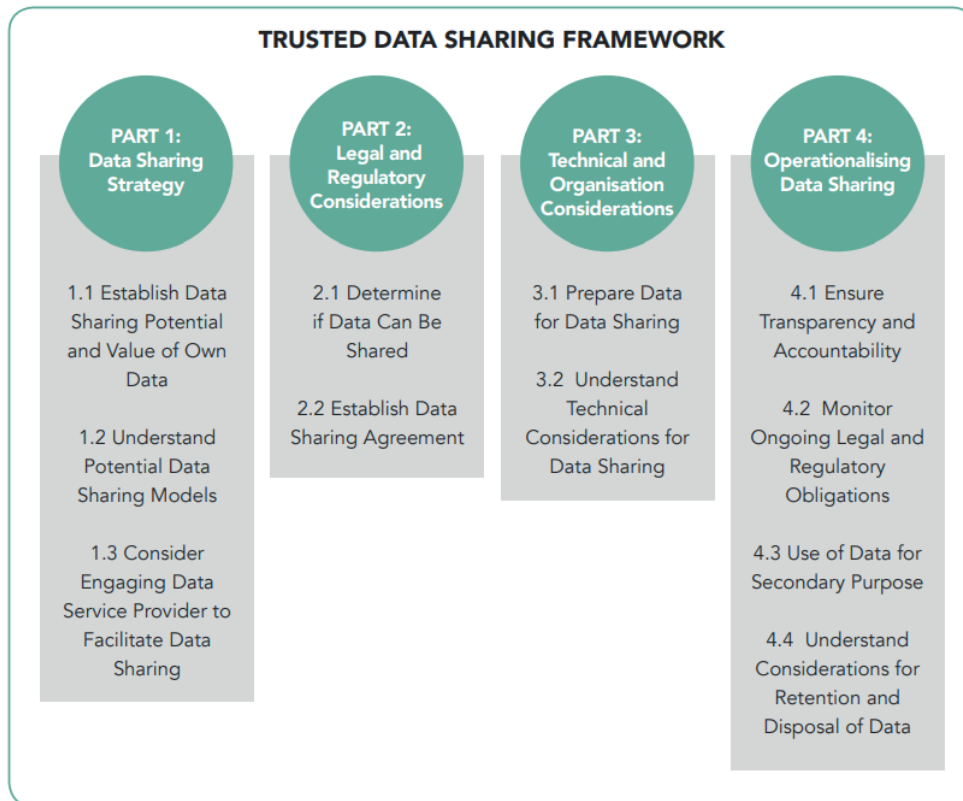 TRUSTED DATA SHARING FRAMEWORK
PART 1:
Data Sharing
Strategy
1.1 Establish Data
Sharing Potential
and Value of Own
Data
1.2 Understand
Potential Data
Sharing Models
1.3 Consider
Engaging Data
Service Provider to
Facilitate Data
Sharing
PART 2:
Legal and
Regulatory
Considerations
2.1 Determine
if Data Can Be
Shared
2.2 Establish Data
Sharing Agreement
PART 3:
Technical and
Organisation
Considerations
3.1 Prepare Data
for Data Sharing
3.2 Understand
Technical
Considerations for
Data Sharing
PART 4:
Operationalising
Data Sharing
4.1 Ensure
Transparency and
Accountability
4.2 Monitor
Ongoing Legal and
Regulatory
Obligations
4.3 Use of Data for
Secondary Purpose
4.4 Understand
Considerations for
Retention and
Disposal of Data